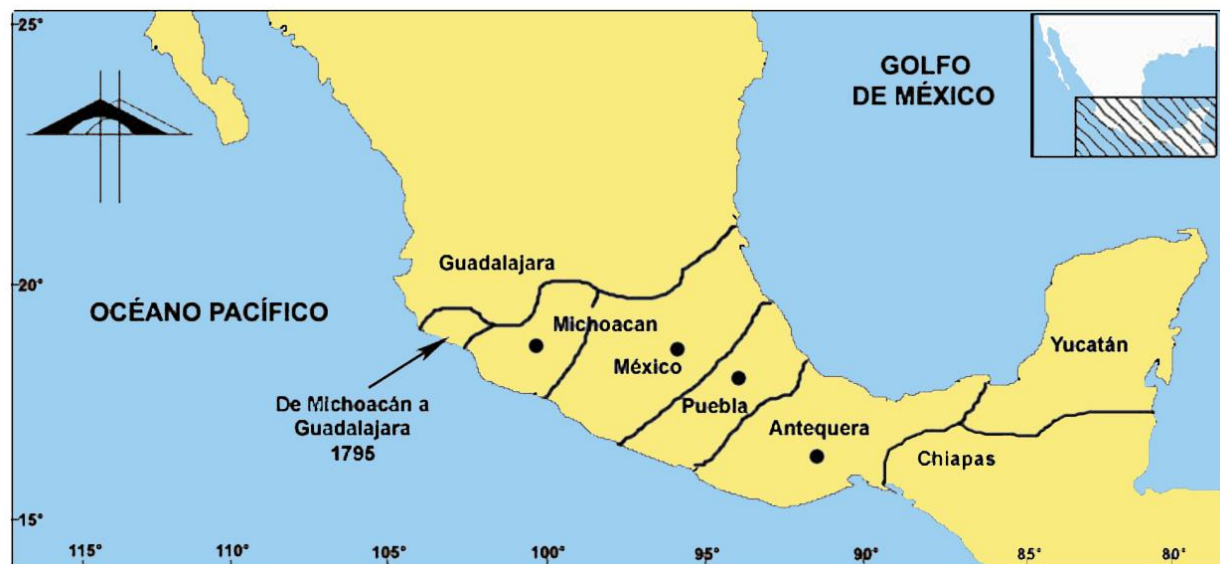 25°
GOLFO
DE MÉXICO
Guadalajara
20°
OCÉANO PACÍFICO
Michoacan
Yucatán
México
De Michoacán a
Guadalajara
1795
Puebla
Antequera
Chiapas
15°
115°
110°
105°
100°
95°
90°
85°
80°